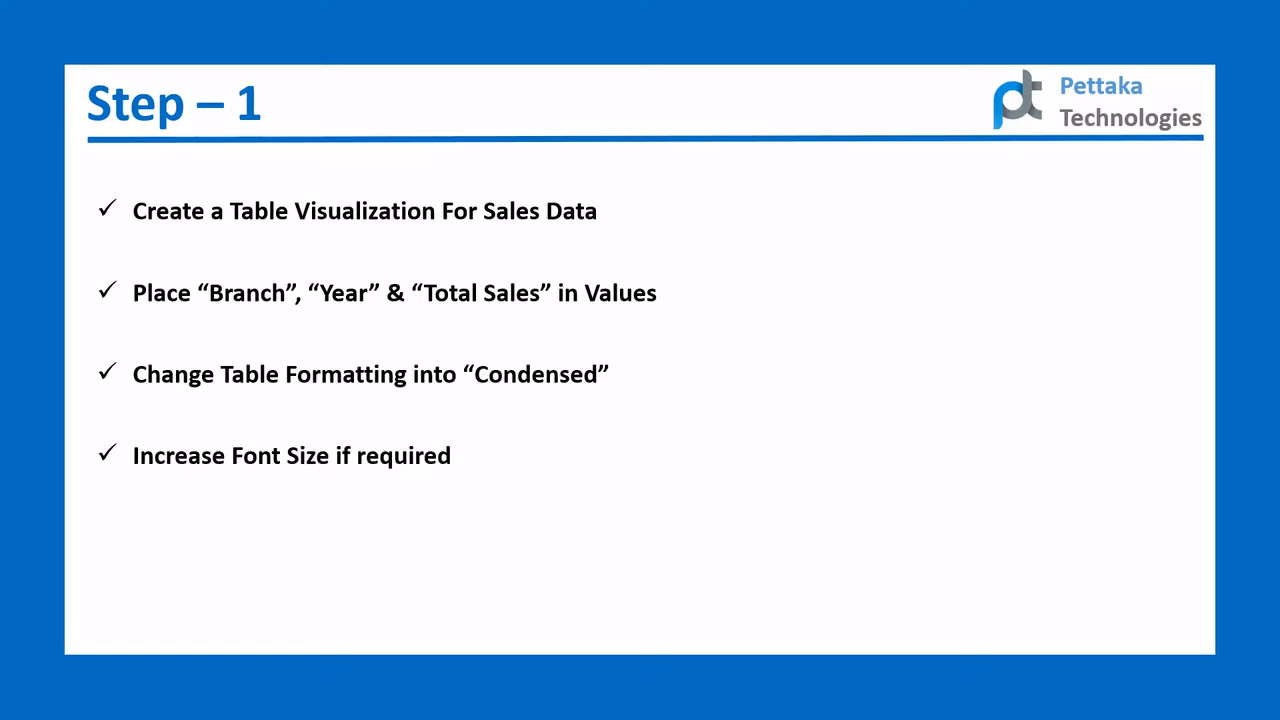 Step – 1
Pettaka
Technologies
✓ Create a Table Visualization For Sales Data
✓ Place “Branch”, “Year” & “Total Sales” in Values
✓ Change Table Formatting into “Condensed”
✓ Increase Font Size if required